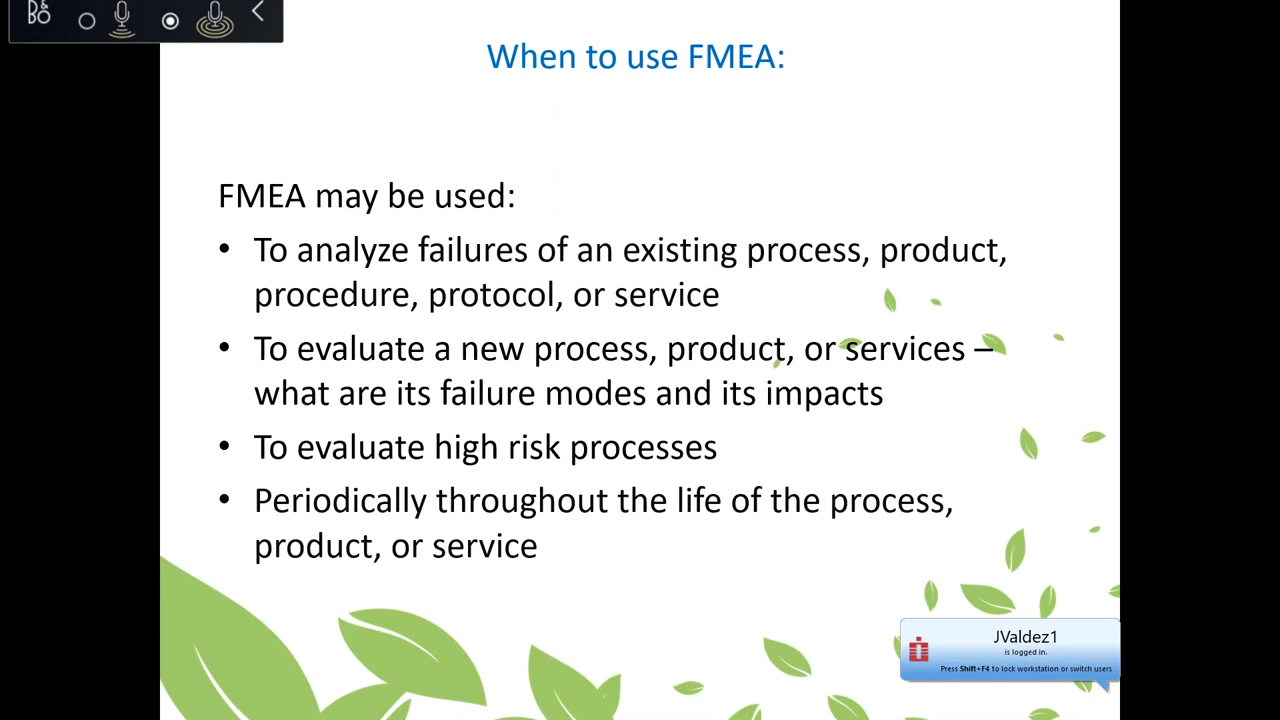 B&O
When to use FMEA:
FMEA may be used:
• To analyze failures of an existing process, product,
procedure, protocol, or service
• To evaluate a new process, product, or services –
what are its failure modes and its impacts
• To evaluate high risk processes
• Periodically throughout the life of the process,
product, or service
JValdez1
is logged in.
Press Shift+F4 to lock workstation or switch users